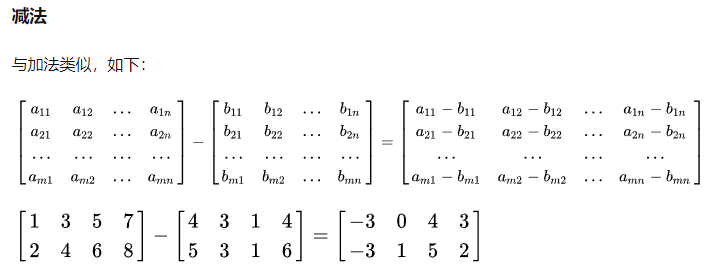 减法
与加法类似，如下：
[ a11 a12 … a1n ] [ b11 b12 … b1n ] [ a11 − b11 a12 − b12 … a1n − b1n ]
[ a21 a22 … a2n ] − [ b21 b22 … b2n ] = [ a21 − b21 a22 − b22 … a2n − b2n ]
[ … … … … ] [ … … … … ] [ … … … … ]
[ am1 am2 … amn ] [ bm1 bm2 … bmn ] [ am1 − bm1 am2 − bm2 … amn − bmn ]
[ 1 3 5 7 ] − [ 4 3 1 4 ] = [ −3 0 4 3 ]
[ 2 4 6 8 ] [ 5 3 1 6 ] [ −3 1 5 2 ]